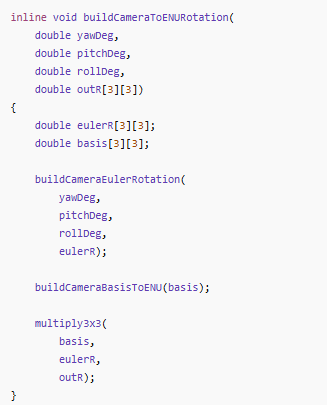 inline void buildCameraToENURotation(
    double yawDeg,
    double pitchDeg,
    double rollDeg,
    double outR[3][3])
{
    double eulerR[3][3];
    double basis[3][3];

    buildCameraEulerRotation(
        yawDeg,
        pitchDeg,
        rollDeg,
        eulerR);

    buildCameraBasisToENU(basis);

    multiply3x3(
        basis,
        eulerR,
        outR);
}